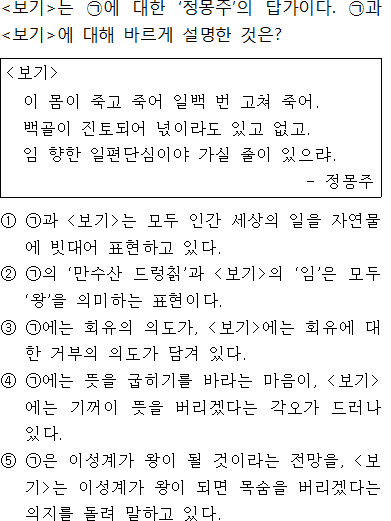 <보기>는 ㉠에 대한 ‘정몽주’의 답가이다. ㉠과
<보기>에 대해 바르게 설명한 것은?
<보기>
이 몸이 죽고 죽어 일백 번 고쳐 죽어.
백골이 진토되어 넋이라도 있고 없고.
임 향한 일편단심이야 가실 줄이 있으랴.
- 정몽주
① ㉠과 <보기>는 모두 인간 세상의 일을 자연물
에 빗대어 표현하고 있다.
② ㉠의 ‘만수산 드렁칡’과 <보기>의 ‘임’은 모두
‘왕’을 의미하는 표현이다.
③ ㉠에는 회유의 의도가, <보기>에는 회유에 대
한 거부의 의도가 담겨 있다.
④ ㉠에는 뜻을 굽히기를 바라는 마음이, <보기>
에는 기꺼이 뜻을 버리겠다는 각오가 드러나
있다.
⑤ ㉠은 이성계가 왕이 될 것이라는 전망을, <보
기>는 이성계가 왕이 되면 목숨을 버리겠다는
의지를 돌려 말하고 있다.